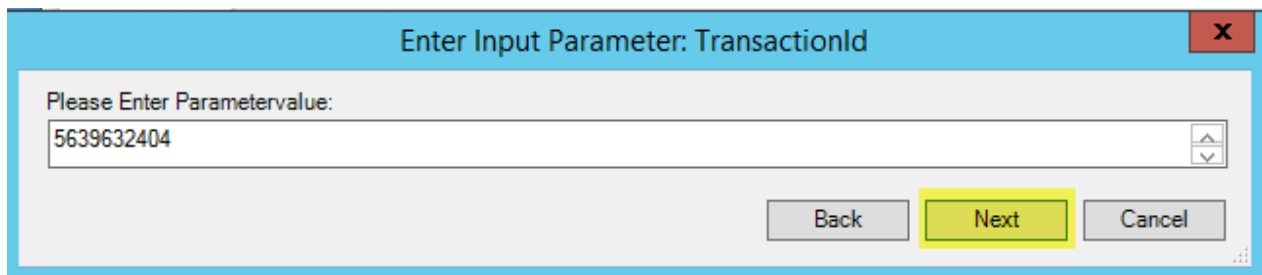 Enter Input Parameter: TransactionId
x
Please Enter Parametervalue:
5639632404
Back Next Cancel